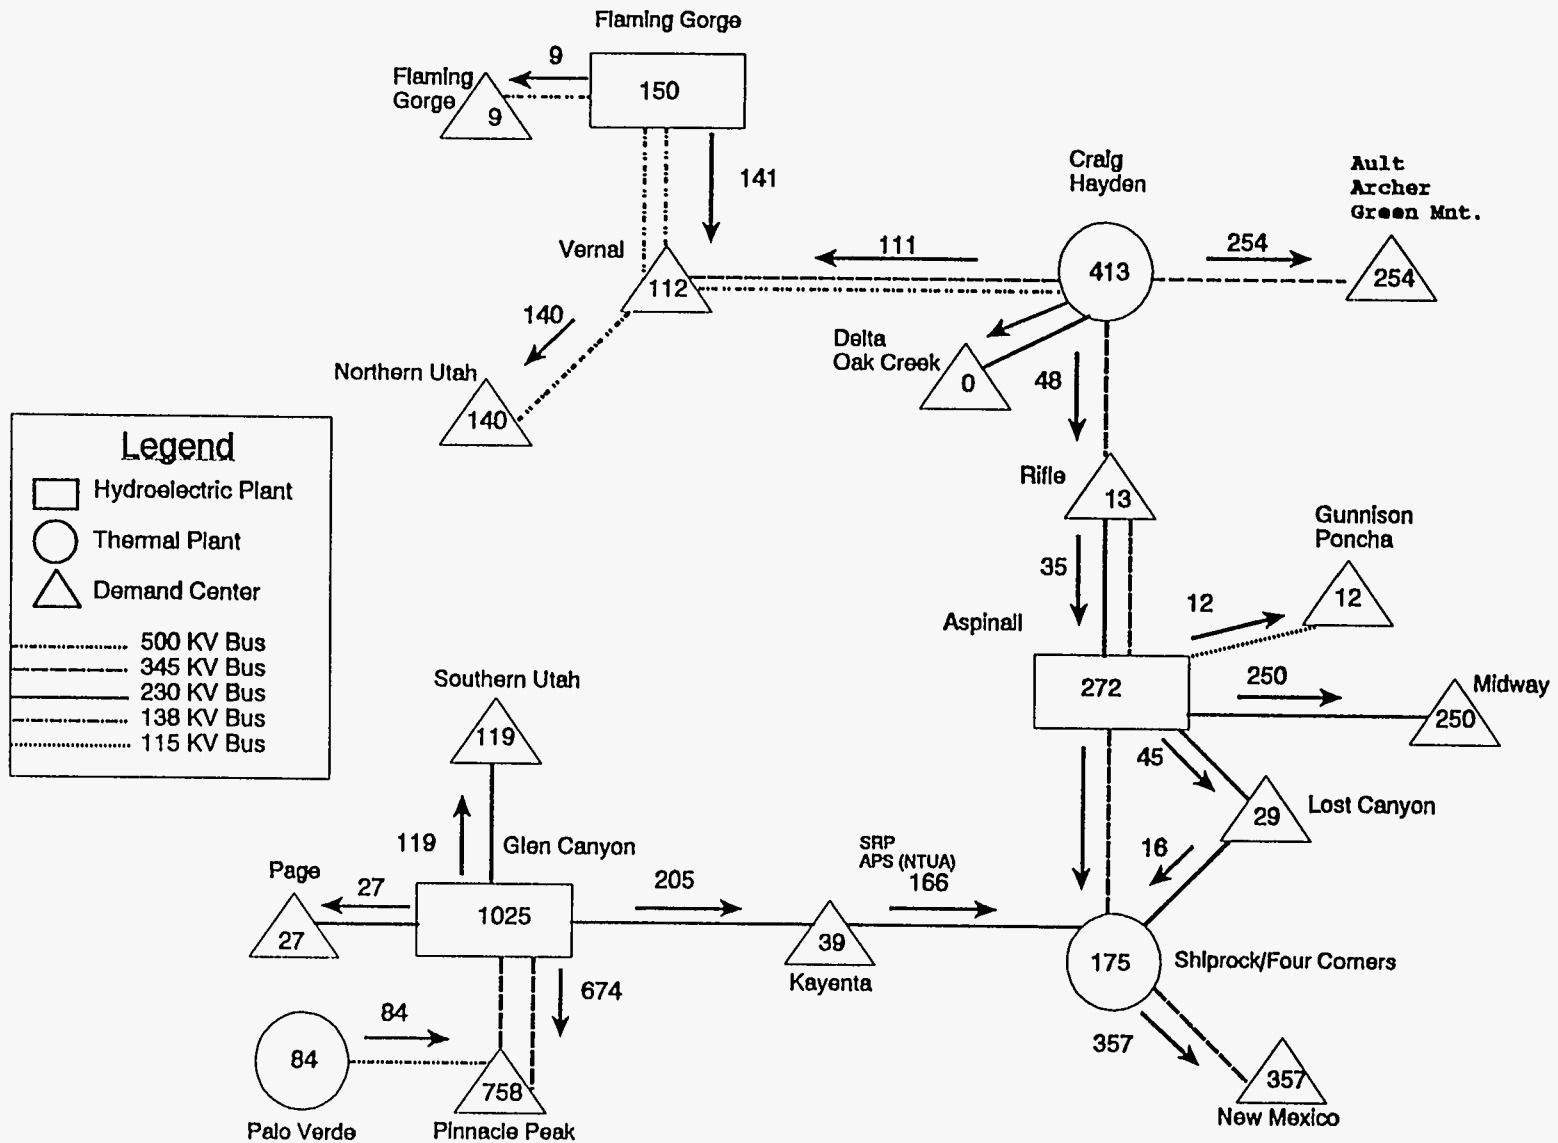 Flaming Gorge
9
150
Flaming
Gorge
9
141
Craig
Hayden
Ault
Archer
Green Mnt.
Vernal
111
413
254
254
112
140
Delta
Oak Creek
0
48
Northern Utah
140
Legend
Hydroelectric Plant
Thermal Plant
Demand Center
500 KV Bus
345 KV Bus
230 KV Bus
138 KV Bus
115 KV Bus
Rifle
13
Gunnison
Poncha
35
12
12
Aspinall
272
250
Midway
250
Southern Utah
119
45
Lost Canyon
29
16
119
Glen Canyon
SRP
APS (NTUA)
166
Page
27
205
27
1025
39
Kayenta
175
Shiprock/Four Corners
674
84
84
758
357
357
New Mexico
Palo Verde
Pinnacle Peak